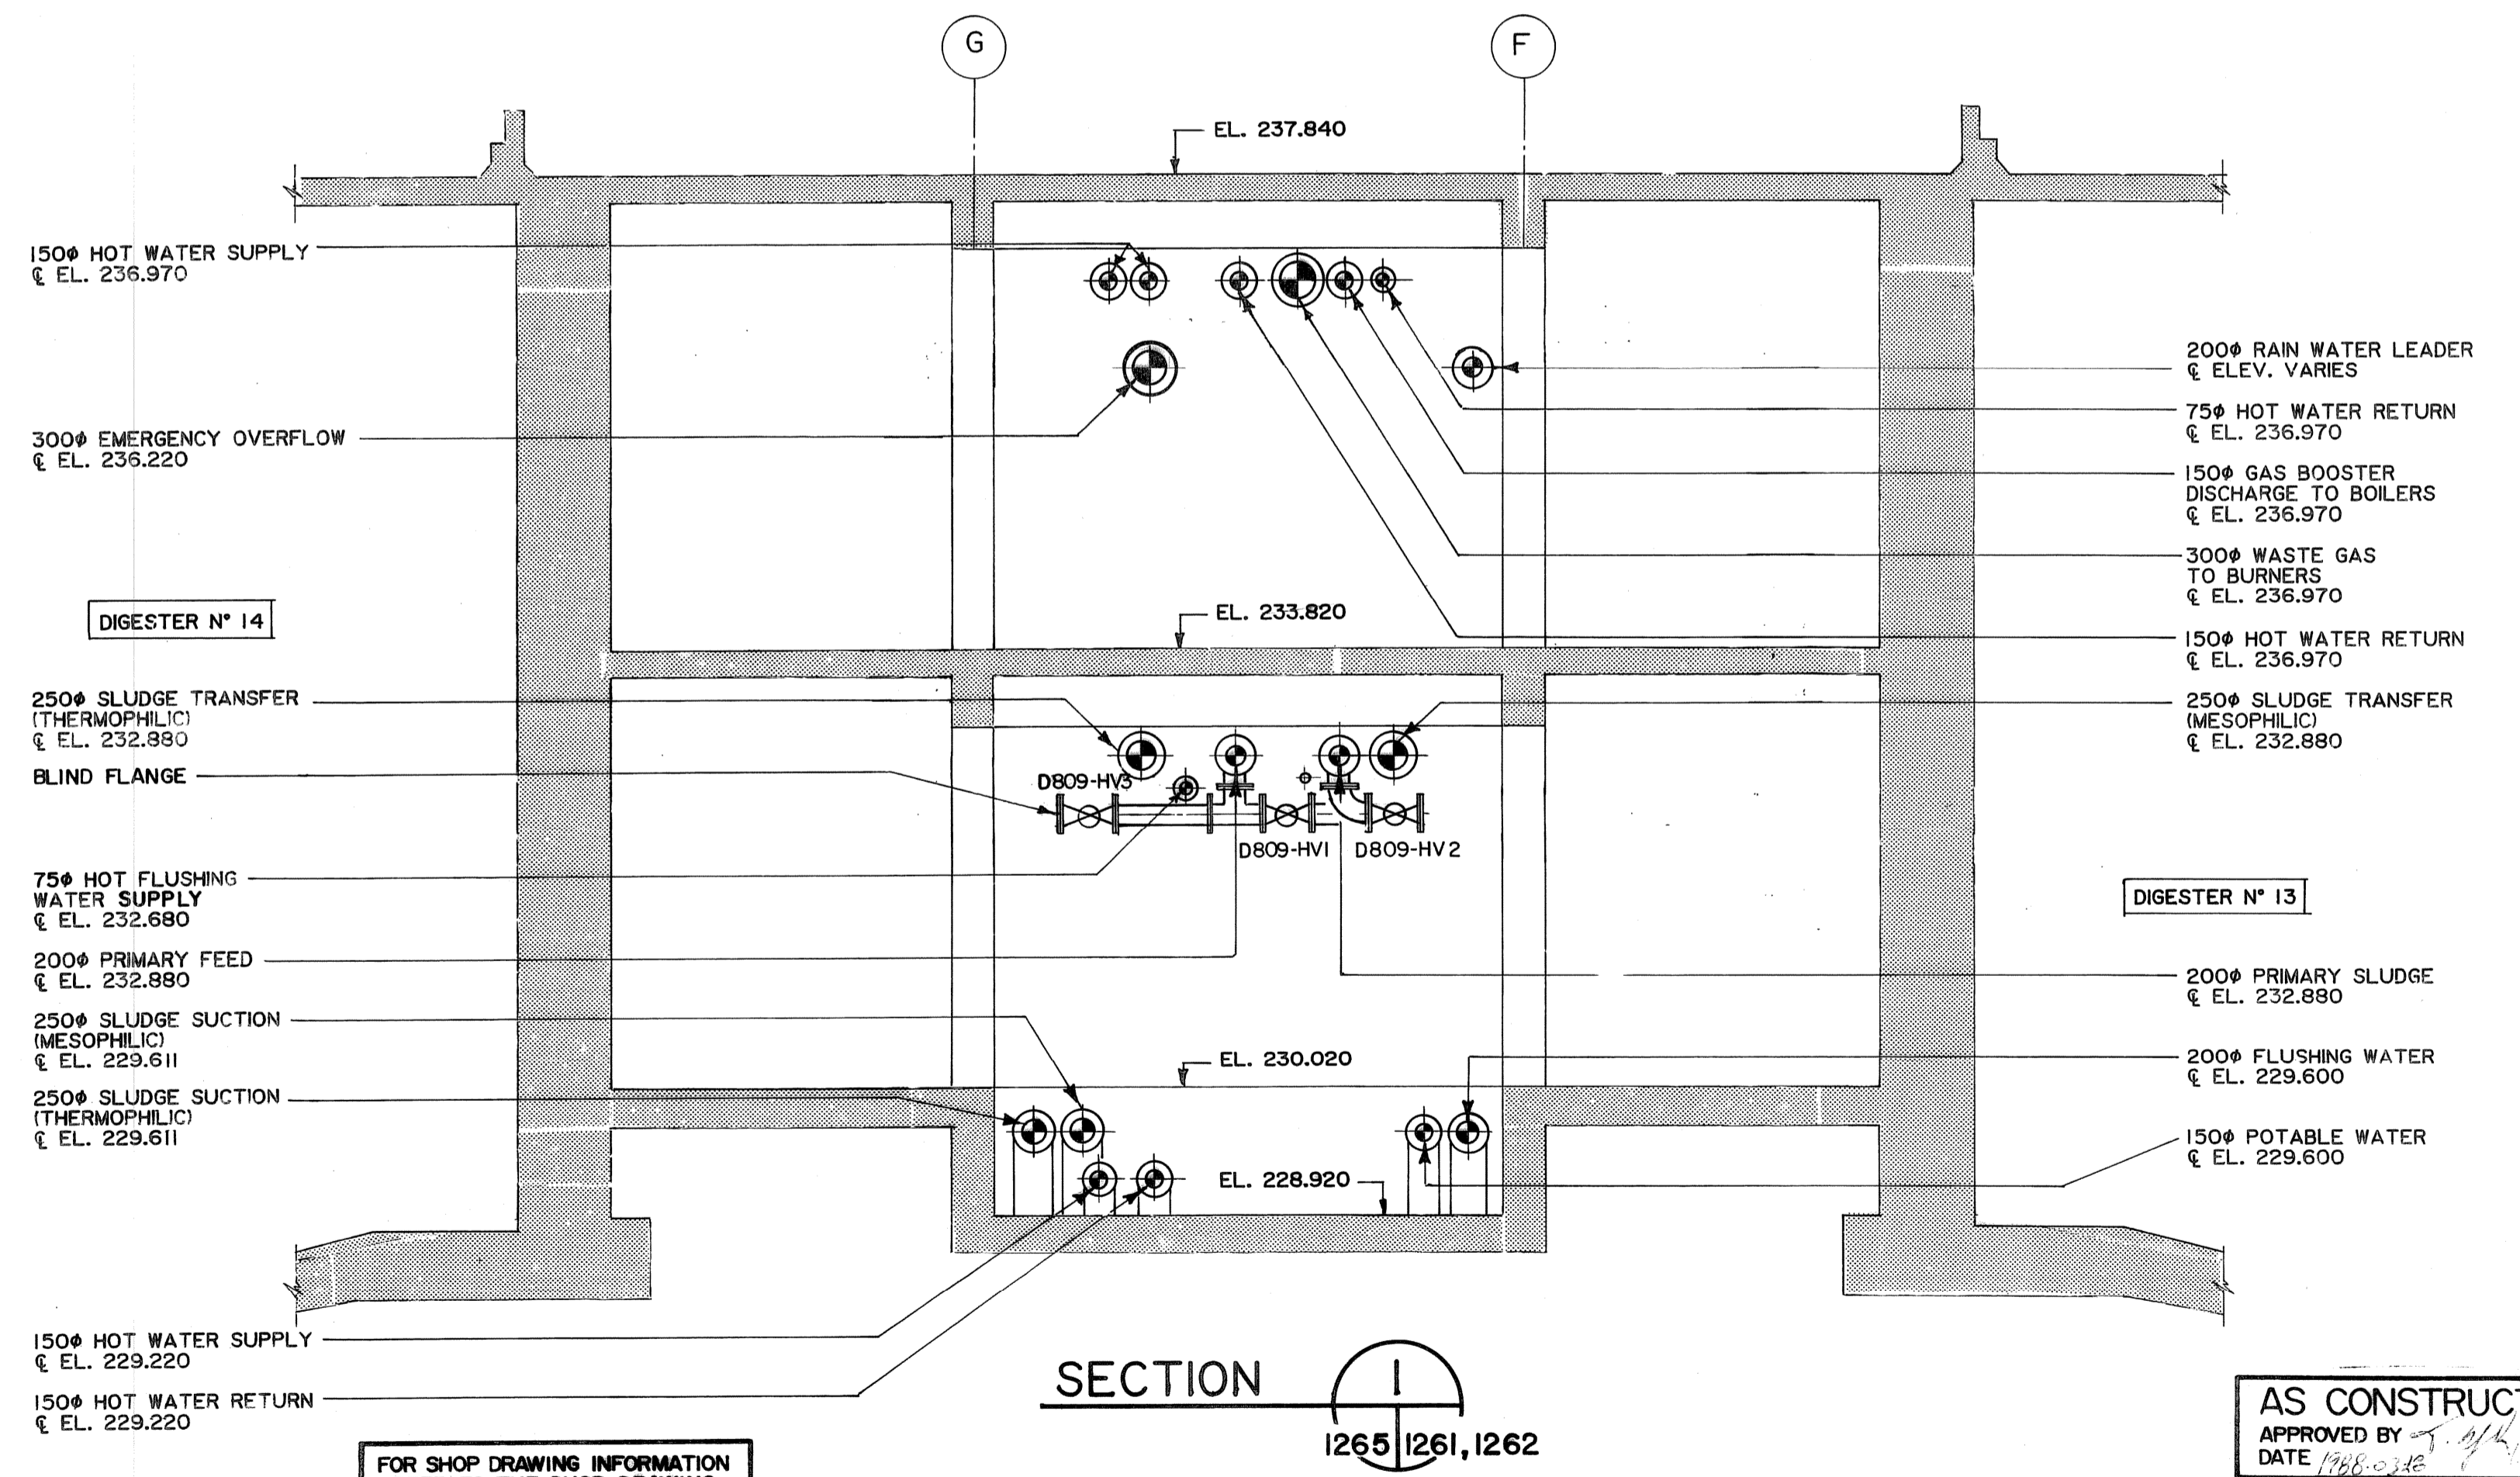 G
F
EL. 237.840
150φ HOT WATER SUPPLY
℄ EL. 236.970
300φ EMERGENCY OVERFLOW
℄ EL. 236.220
200φ RAIN WATER LEADER
℄ ELEV. VARIES
75φ HOT WATER RETURN
℄ EL. 236.970
150φ GAS BOOSTER
DISCHARGE TO BOILERS
℄ EL. 236.970
300φ WASTE GAS
TO BURNERS
℄ EL. 236.970
150φ HOT WATER RETURN
℄ EL. 236.970
DIGESTER Nº 14
EL. 233.820
250φ SLUDGE TRANSFER
(THERMOPHILIC)
℄ EL. 232.880
BLIND FLANGE
250φ SLUDGE TRANSFER
(MESOPHILIC)
℄ EL. 232.880
D809-HV3
D809-HV1
D809-HV2
75φ HOT FLUSHING
WATER SUPPLY
℄ EL. 232.680
DIGESTER Nº 13
200φ PRIMARY FEED
℄ EL. 232.880
200φ PRIMARY SLUDGE
℄ EL. 232.880
250φ SLUDGE SUCTION
(MESOPHILIC)
℄ EL. 229.611
EL. 230.020
200φ FLUSHING WATER
℄ EL. 229.600
250φ SLUDGE SUCTION
(THERMOPHILIC)
℄ EL. 229.611
150φ POTABLE WATER
℄ EL. 229.600
EL. 228.920
150φ HOT WATER SUPPLY
℄ EL. 229.220
150φ HOT WATER RETURN
℄ EL. 229.220
SECTION 1
1265 1261, 1262
FOR SHOP DRAWING INFORMATION
AS CONSTRUCT
APPROVED BY
DATE